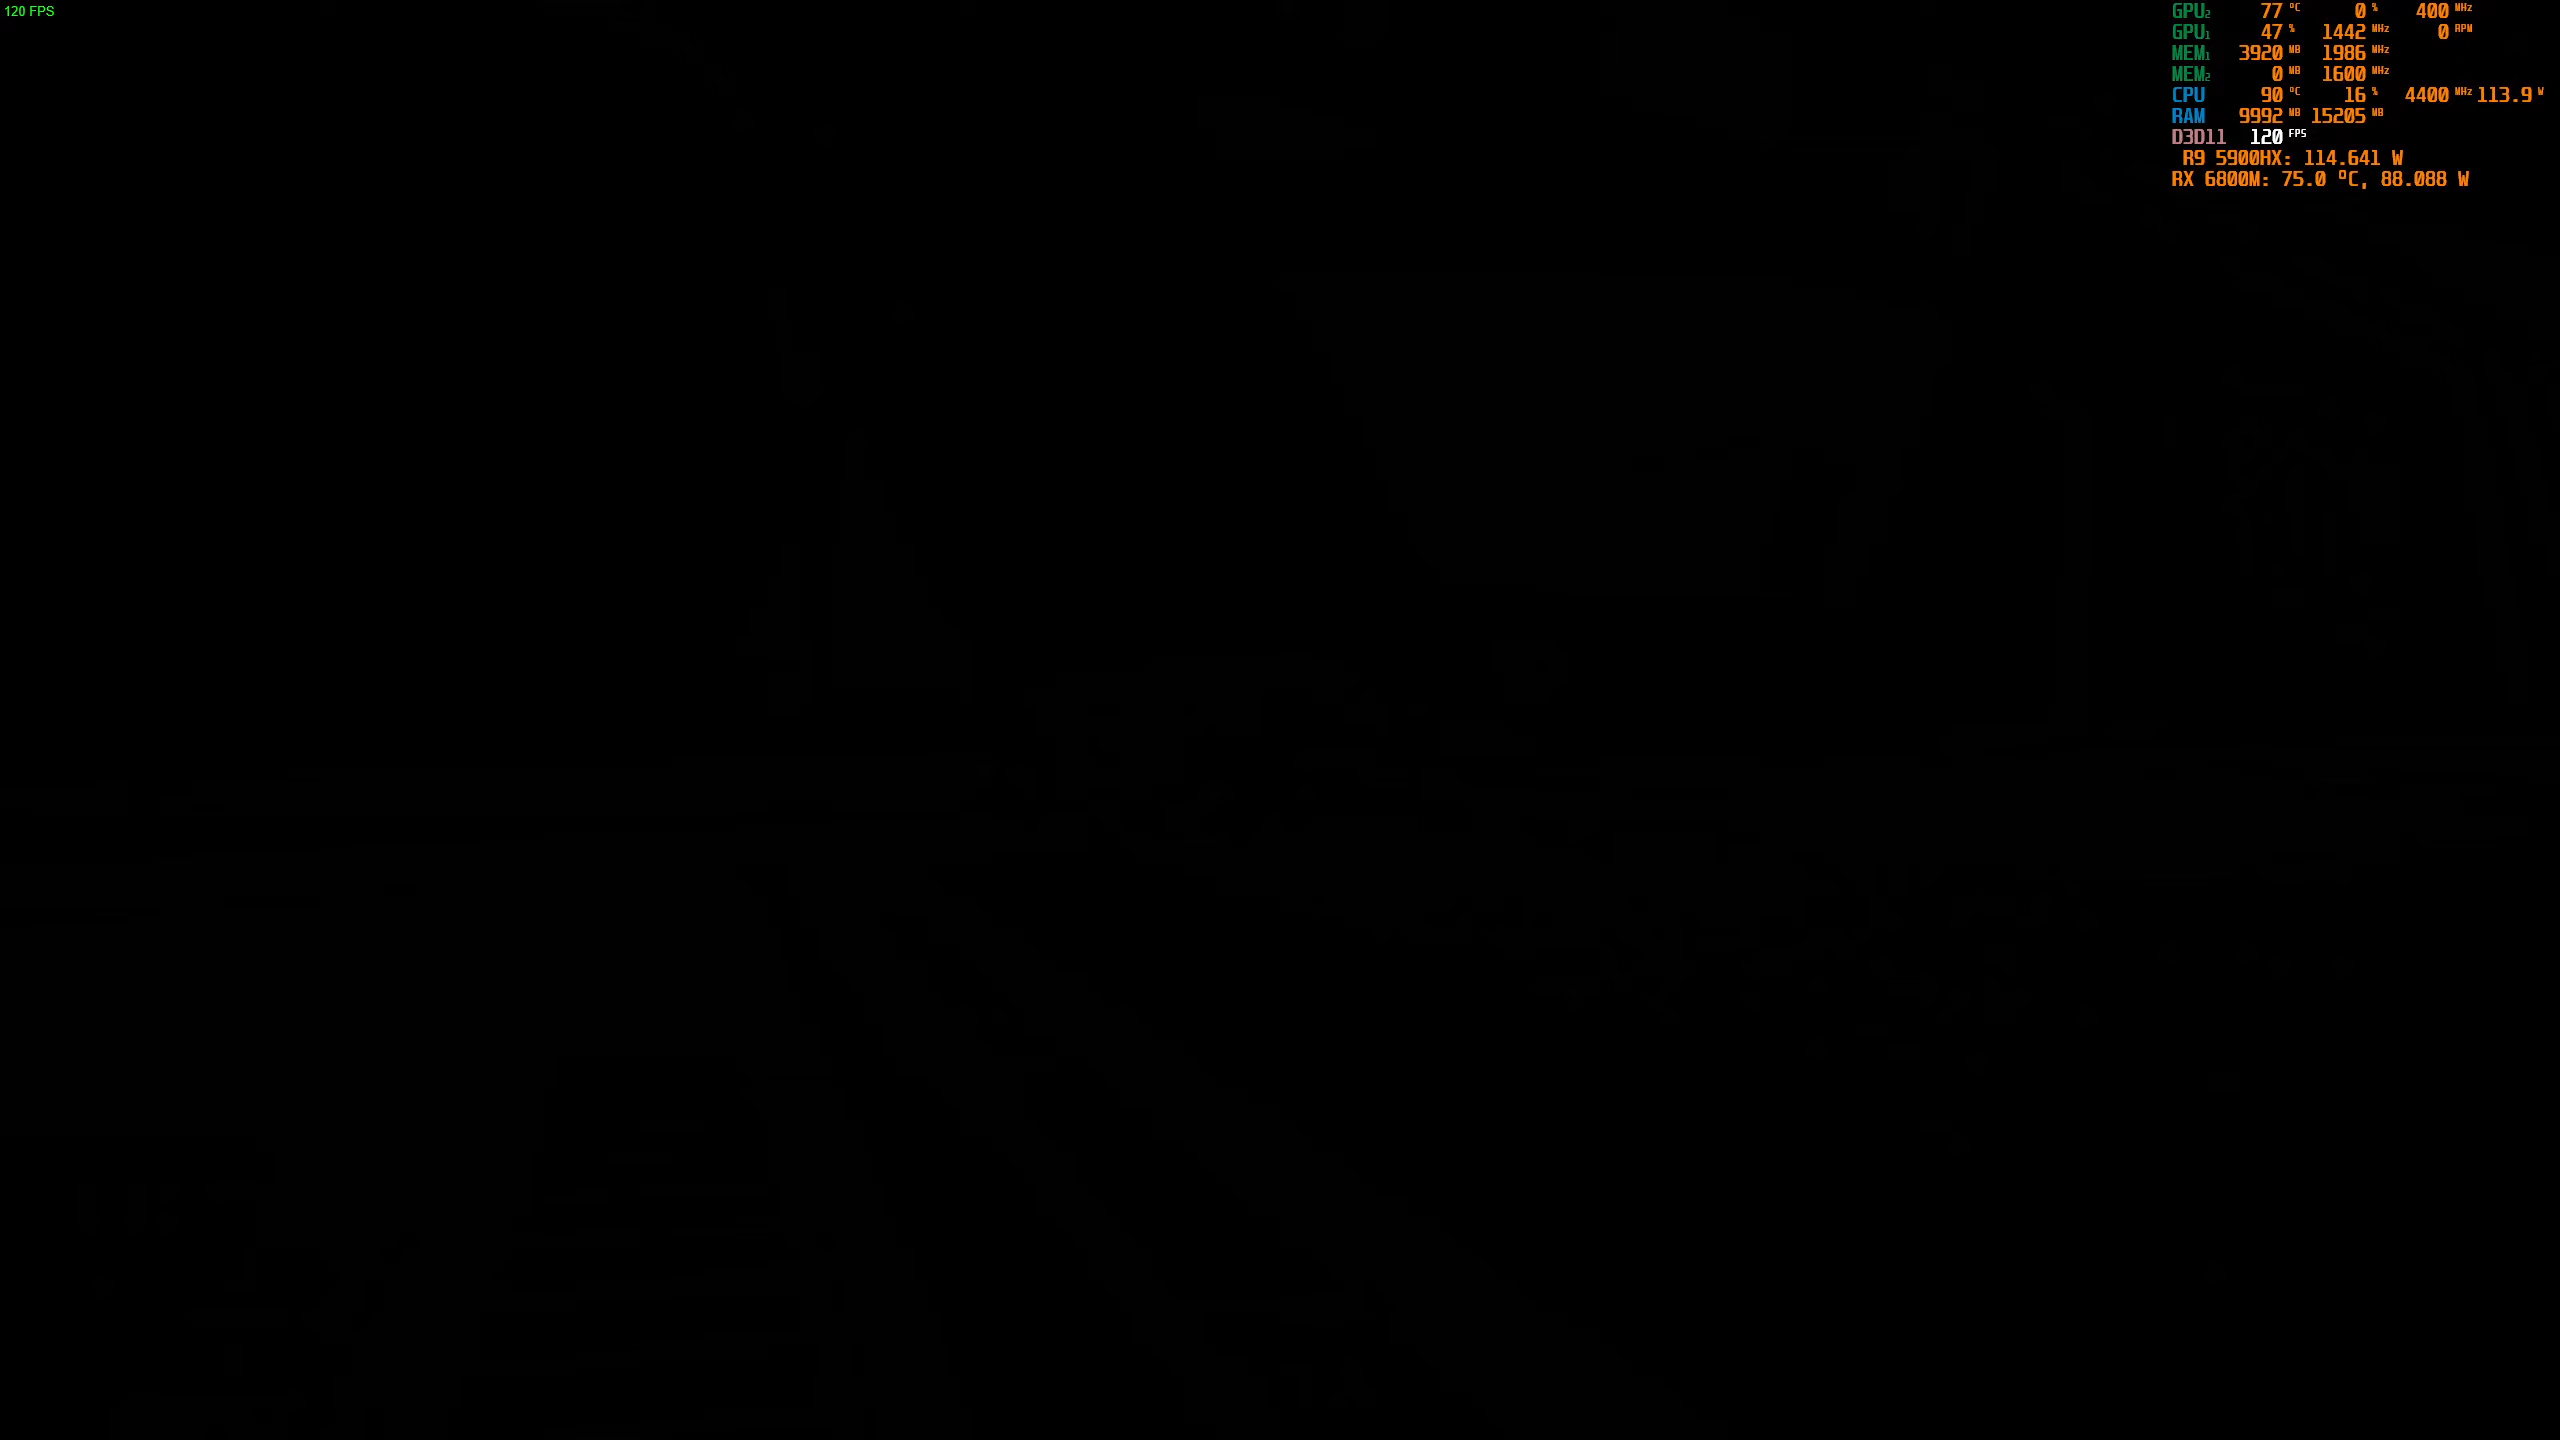 120 FPS
GPU₂ 77 °C 0 % 400 MHz
GPU₁ 47 % 1442 MHz 0 RPM
MEM₁ 3920 MB 1986 MHz
MEM₂ 0 MB 1600 MHz
CPU 90 °C 16 % 4400 MHz 113.9 W
RAM 9992 MB 15205 MB
D3D11 120 FPS
R9 5900HX: 114.641 W
RX 6800M: 75.0 °C, 88.088 W